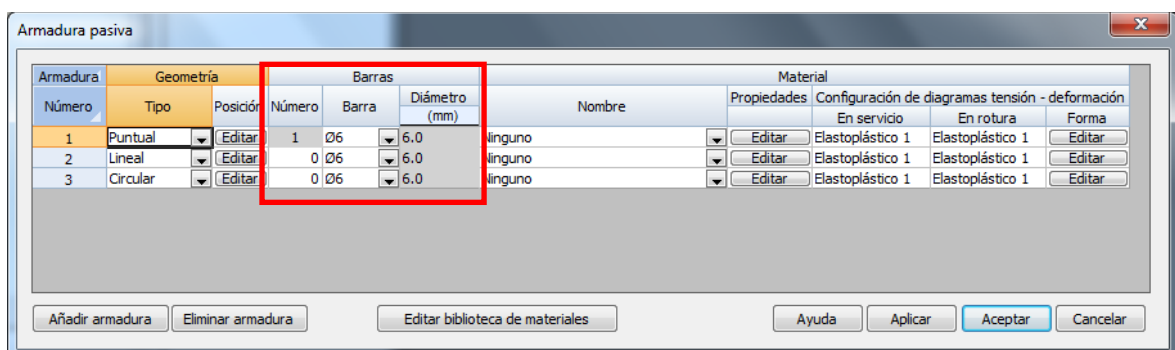 Armadura pasiva
Armadura Geometría Barras Material
Número Tipo Posición Número Barra Diámetro (mm) Nombre Propiedades Configuración de diagramas tensión - deformación
En servicio En rotura Forma
1 Puntual Editar 1 Ø6 6.0 Ninguno Editar Elastoplástico 1 Elastoplástico 1 Editar
2 Lineal Editar 0 Ø6 6.0 Ninguno Editar Elastoplástico 1 Elastoplástico 1 Editar
3 Circular Editar 0 Ø6 6.0 Ninguno Editar Elastoplástico 1 Elastoplástico 1 Editar
Añadir armadura Eliminar armadura Editar biblioteca de materiales Ayuda Aplicar Aceptar Cancelar